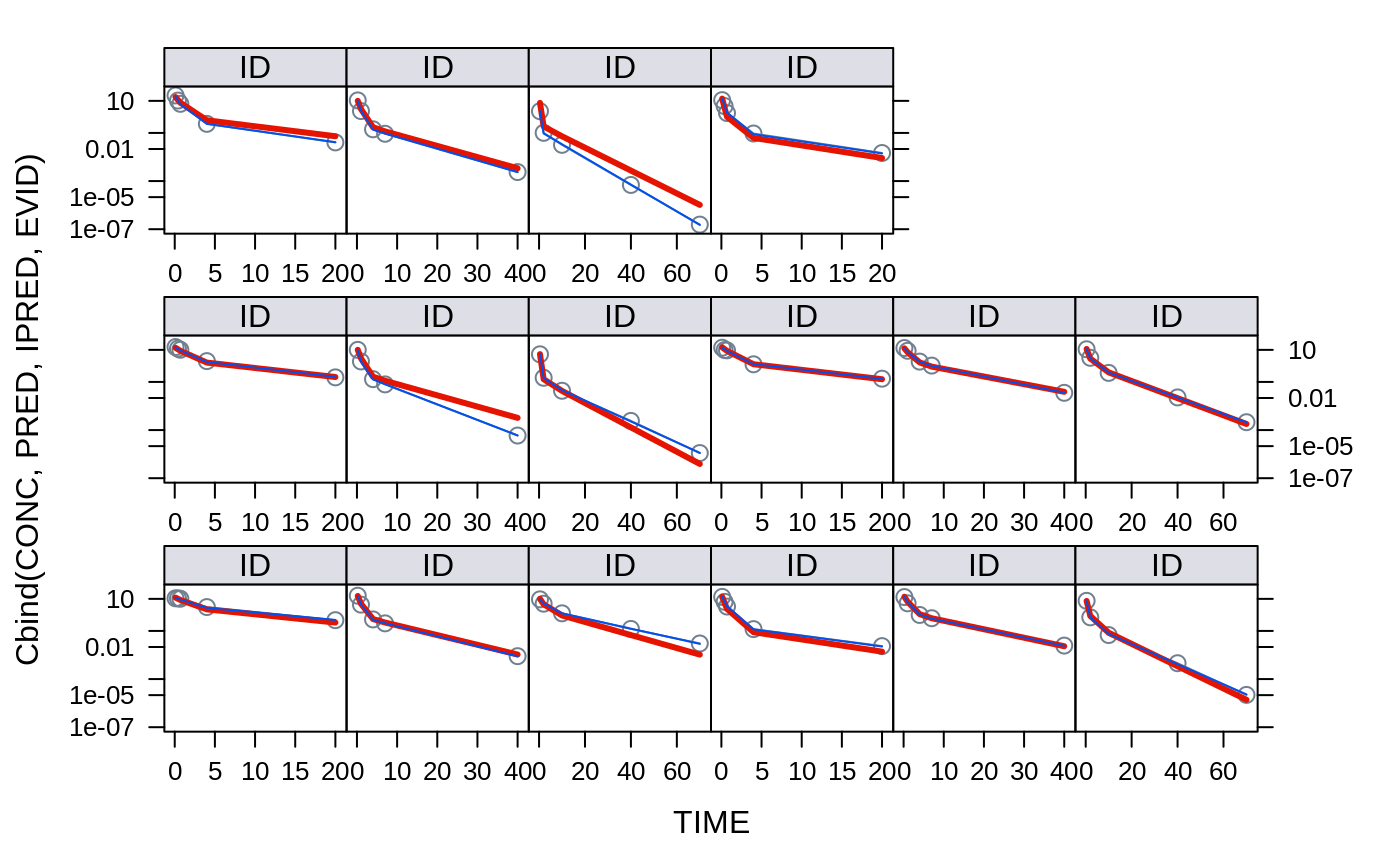 Cbind(CONC, PRED, IPRED, EVID)
ID ID ID ID
10
0.01
1e-05
1e-07
0 5 10 15 20 0 10 20 30 40 0 20 40 60 0 5 10 15 20
ID ID ID ID ID ID
10
0.01
1e-05
1e-07
0 5 10 15 20 0 10 20 30 40 0 20 40 60 0 5 10 15 20 0 10 20 30 40 0 20 40 60
ID ID ID ID ID ID
10
0.01
1e-05
1e-07
0 5 10 15 20 0 10 20 30 40 0 20 40 60 0 5 10 15 20 0 10 20 30 40 0 20 40 60
TIME